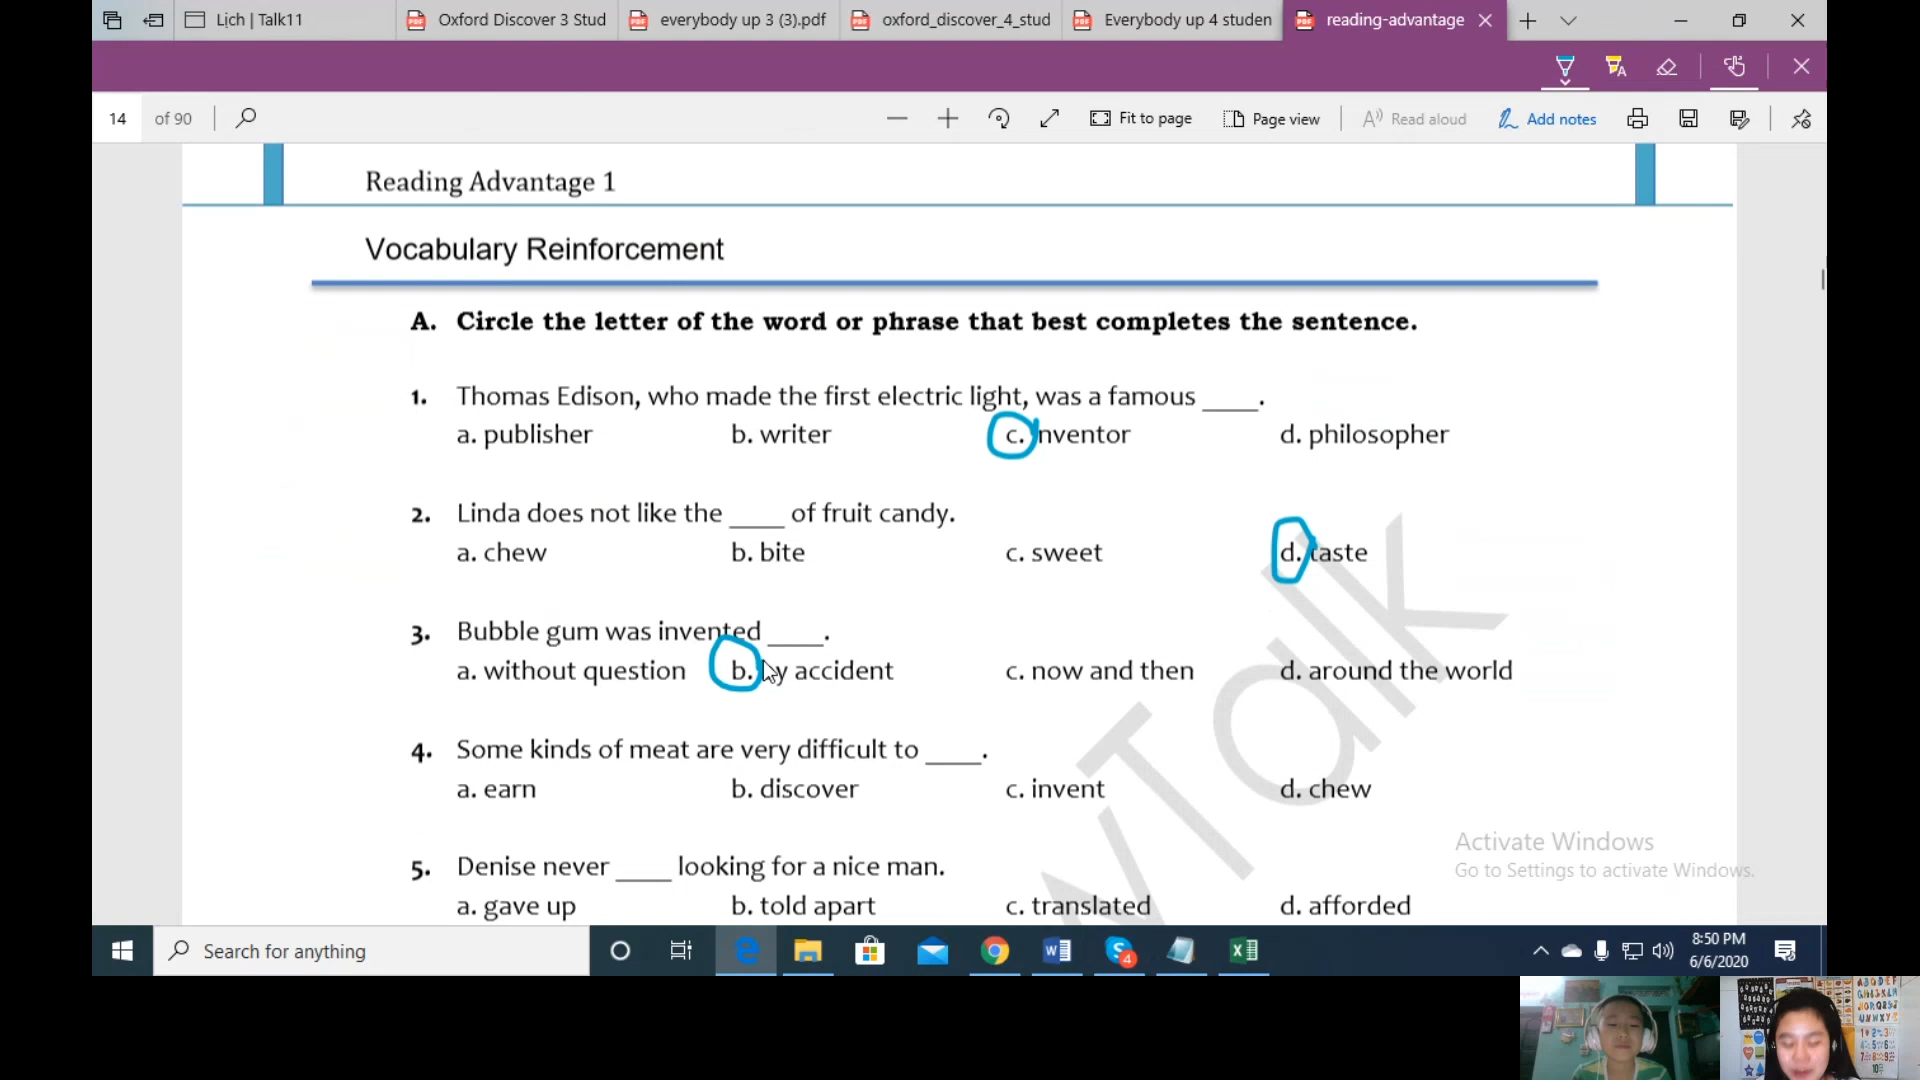 Lịch | Talk11
Oxford Discover 3 Stud
everybody up 3 (3).pdf
oxford_discover_4_stud
Everybody up 4 studen
reading-advantage
14 of 90
Fit to page
Page view
Read aloud
Add notes
Reading Advantage 1
Vocabulary Reinforcement
A. Circle the letter of the word or phrase that best completes the sentence.
1. Thomas Edison, who made the first electric light, was a famous ____.
a. publisher b. writer c. inventor d. philosopher
2. Linda does not like the ____ of fruit candy.
a. chew b. bite c. sweet d. taste
3. Bubble gum was invented ____.
a. without question b. by accident c. now and then d. around the world
4. Some kinds of meat are very difficult to ____.
a. earn b. discover c. invent d. chew
5. Denise never ____ looking for a nice man.
a. gave up b. told apart c. translated d. afforded
wTalk
Activate Windows
Go to Settings to activate Windows.
Search for anything
4
8:50 PM
6/6/2020